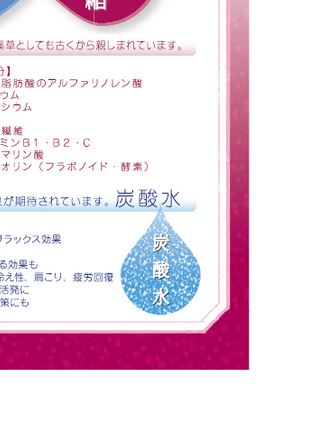 薬草としても古くから親しまれています。
分】
脂肪酸のアルファリノレン酸
ウム
シウム
繊維
ミンB1・B2・C
マリン酸
オリン（フラボノイド・酵素）
が期待されています。炭酸水
リラックス効果
る効果も
冷え性、肩こり、疲労回復
活発に
策にも
炭酸水